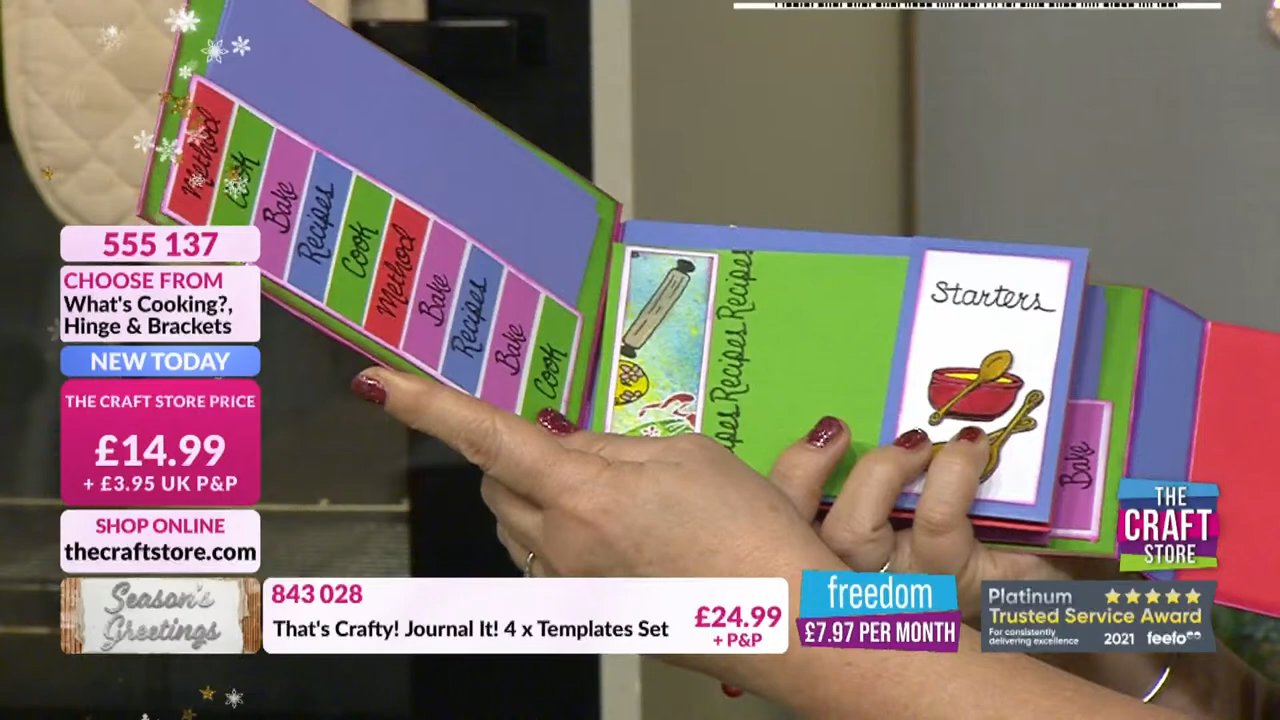 555 137
CHOOSE FROM
What's Cooking?,
Hinge & Brackets
NEW TODAY
THE CRAFT STORE PRICE
£14.99
+ £3.95 UK P&P
SHOP ONLINE
thecraftstore.com
Season's
Greetings
843 028
That's Crafty! Journal It! 4 x Templates Set
£24.99
+ P&P
freedom
£7.97 PER MONTH
Platinum
Trusted Service Award
For consistently
delivering excellence
2021 feefo
THE
CRAFT
STORE
Method
Cook
Bake
Recipes
Cook
Method
Bake
Recipes
Bake
Cook
Recipes Recipes Recipes
Starters
Bake